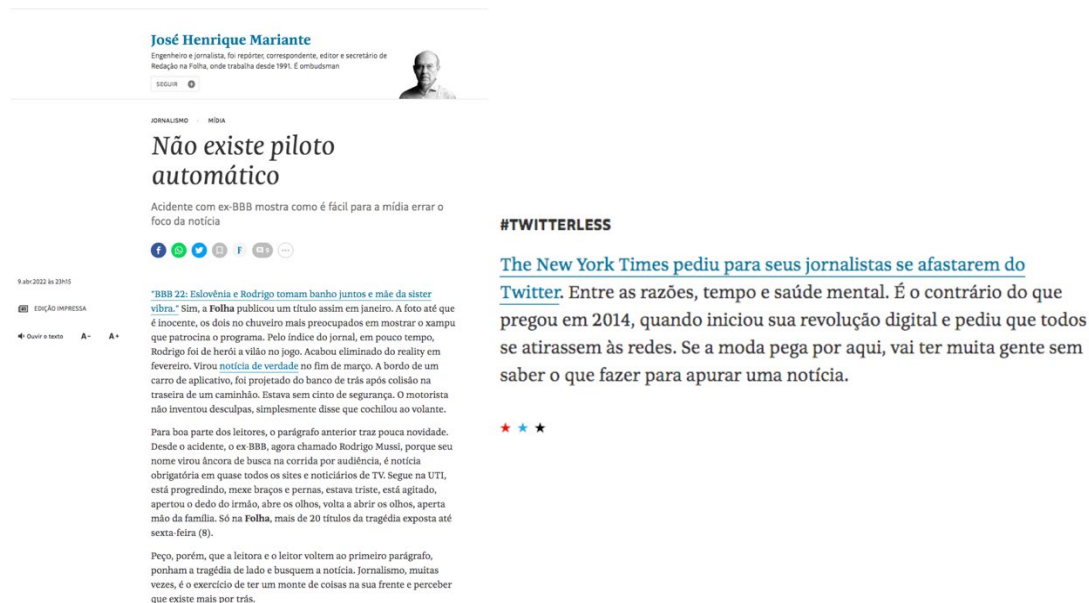 José Henrique Mariante
Engenheiro e jornalista, foi repórter, correspondente, editor e secretário de
Redação na Folha, onde trabalha desde 1991. É ombudsman
SEGUIR
JORNALISMO · MÍDIA
Não existe piloto
automático
Acidente com ex-BBB mostra como é fácil para a mídia errar o
foco da notícia
F 5
9.abr.2022 às 23h15
EDIÇÃO IMPRESSA
Ouvir o texto A- A+
"BBB 22: Eslovênia e Rodrigo tomam banho juntos e mãe da sister
vibra." Sim, a Folha publicou um título assim em janeiro. A foto até que
é inocente, os dois no chuveiro mais preocupados em mostrar o xampu
que patrocina o programa. Pelo índice do jornal, em pouco tempo,
Rodrigo foi de herói a vilão no jogo. Acabou eliminado do reality em
fevereiro. Virou notícia de verdade no fim de março. A bordo de um
carro de aplicativo, foi projetado do banco de trás após colisão na
traseira de um caminhão. Estava sem cinto de segurança. O motorista
não inventou desculpas, simplesmente disse que cochilou ao volante.
Para boa parte dos leitores, o parágrafo anterior traz pouca novidade.
Desde o acidente, o ex-BBB, agora chamado Rodrigo Mussi, porque seu
nome virou âncora de busca na corrida por audiência, é notícia
obrigatória em quase todos os sites e noticiários de TV. Segue na UTI,
está progredindo, mexe braços e pernas, estava triste, está agitado,
apertou o dedo do irmão, abre os olhos, volta a abrir os olhos, aperta
mão da família. Só na Folha, mais de 20 títulos da tragédia exposta até
sexta-feira (8).
Peço, porém, que a leitora e o leitor voltem ao primeiro parágrafo,
ponham a tragédia de lado e busquem a notícia. Jornalismo, muitas
vezes, é o exercício de ter um monte de coisas na sua frente e perceber
que existe mais por trás.
#TWITTERLESS
The New York Times pediu para seus jornalistas se afastarem do
Twitter. Entre as razões, tempo e saúde mental. É o contrário do que
pregou em 2014, quando iniciou sua revolução digital e pediu que todos
se atirassem às redes. Se a moda pega por aqui, vai ter muita gente sem
saber o que fazer para apurar uma notícia.